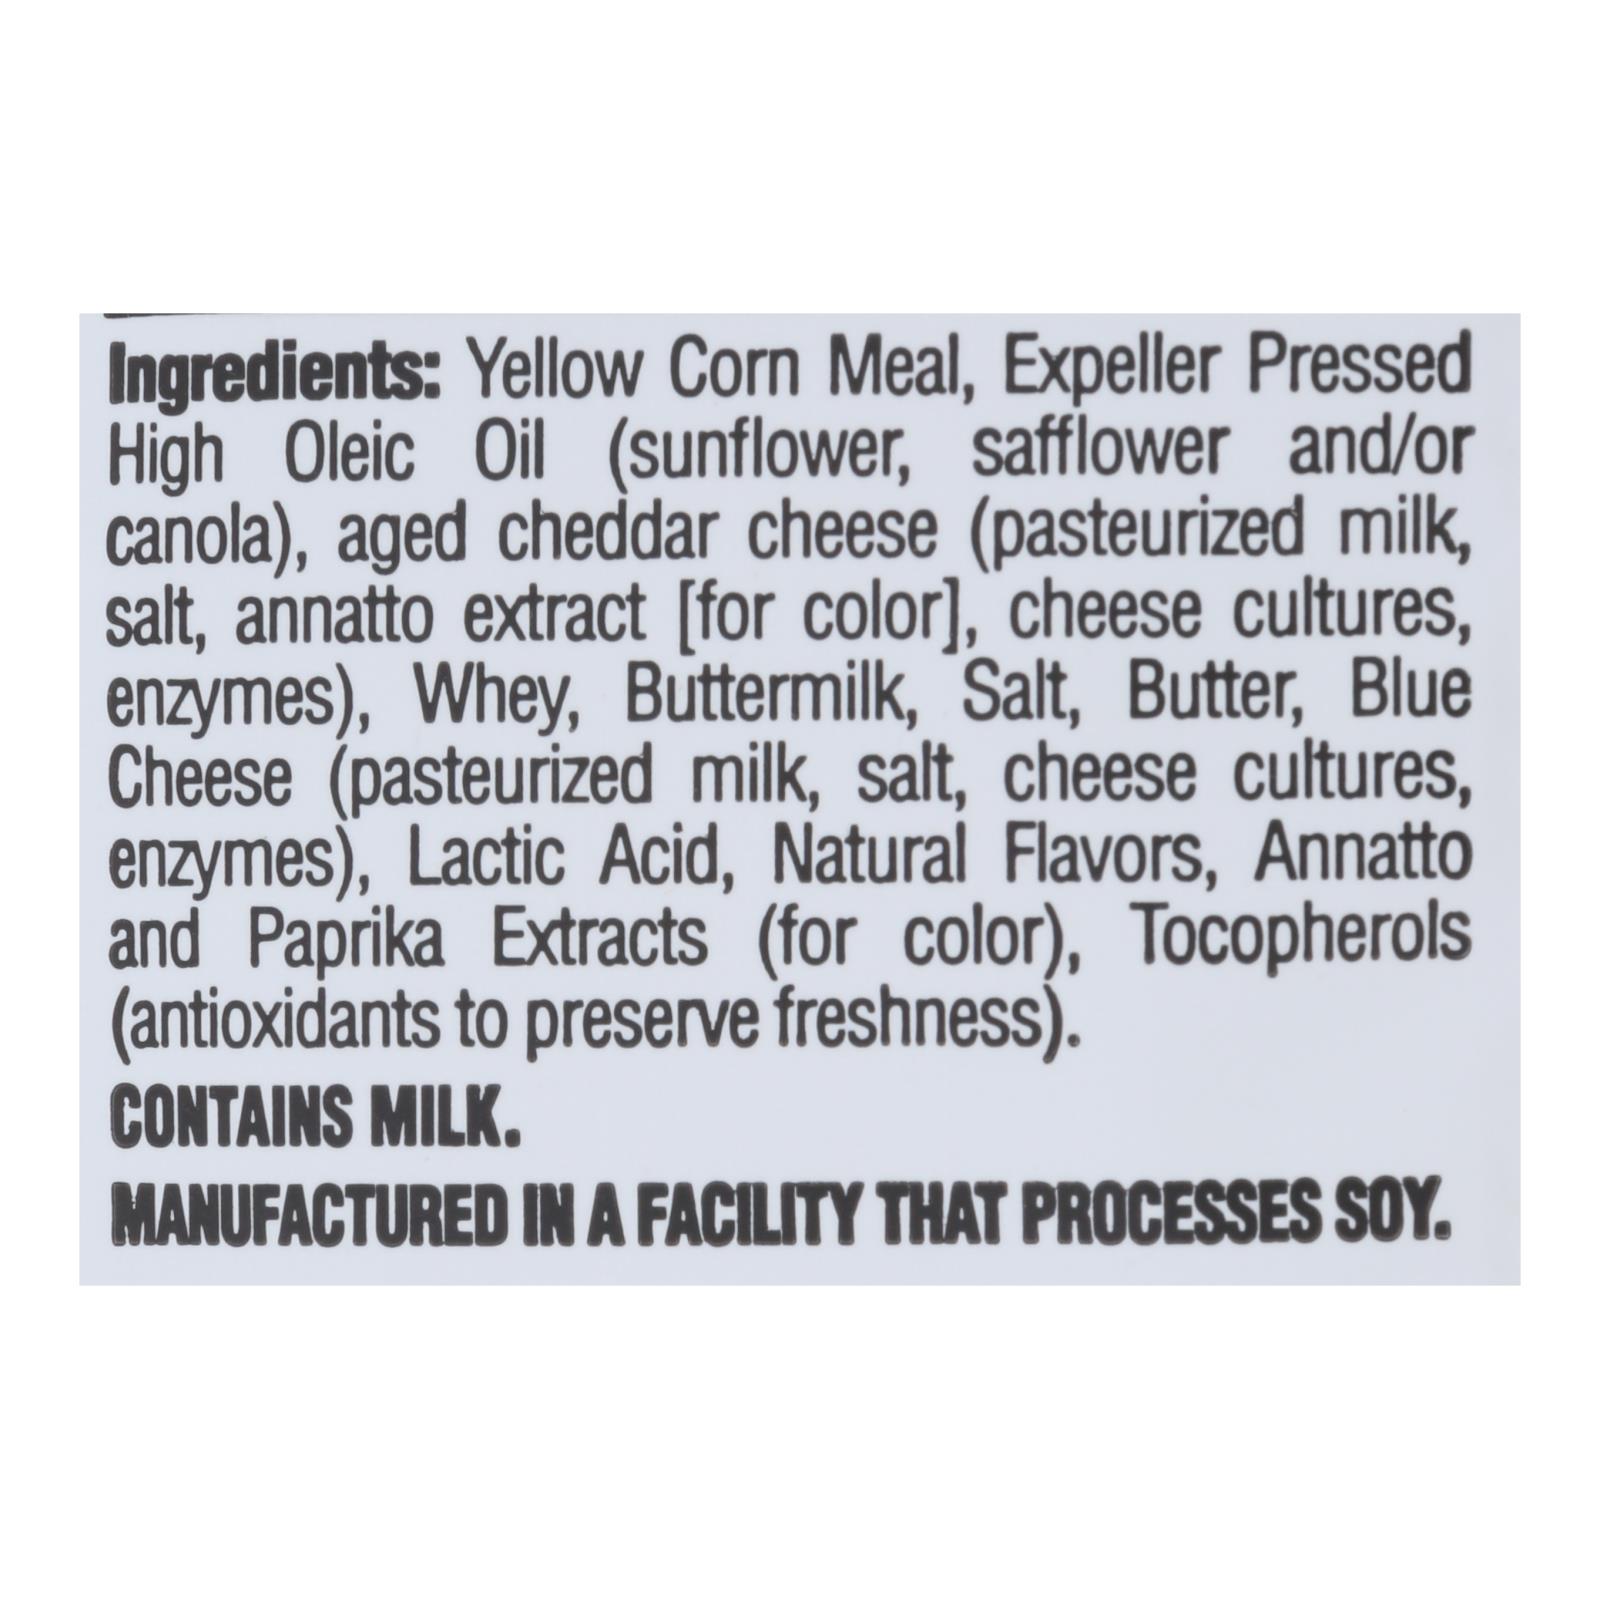 Ingredients: Yellow Corn Meal, Expeller Pressed
High Oleic Oil (sunflower, safflower and/or
canola), aged cheddar cheese (pasteurized milk,
salt, annatto extract [for color], cheese cultures,
enzymes), Whey, Buttermilk, Salt, Butter, Blue
Cheese (pasteurized milk, salt, cheese cultures,
enzymes), Lactic Acid, Natural Flavors, Annatto
and Paprika Extracts (for color), Tocopherols
(antioxidants to preserve freshness).
CONTAINS MILK.
MANUFACTURED IN A FACILITY THAT PROCESSES SOY.